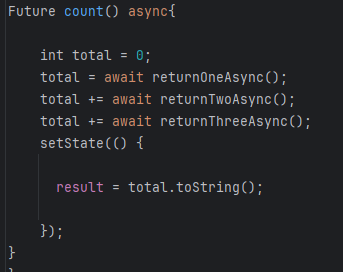 Future count() async{
int total = 0;
total = await returnOneAsync();
total += await returnTwoAsync();
total += await returnThreeAsync();
setState(() {
result = total.toString();
});
}
}